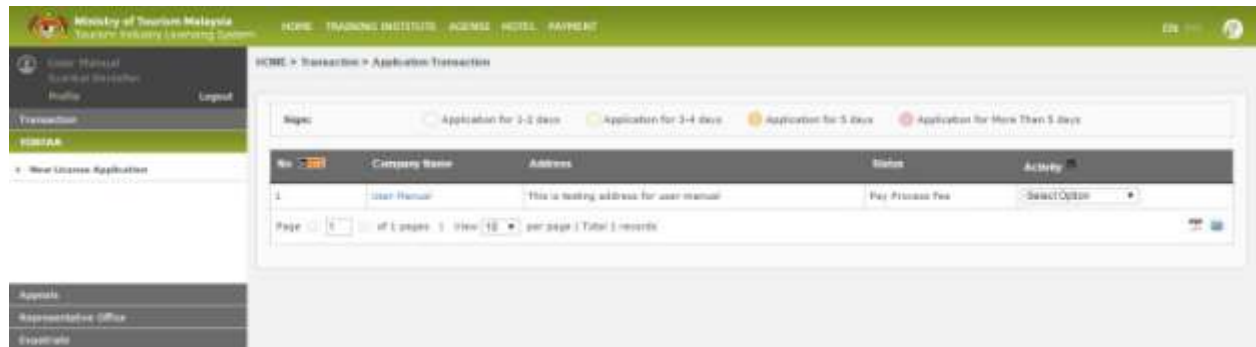 Ministry of Tourism Malaysia
Tourism Industry Licensing System
HOME TRAINING INSTITUTE AGENSI HOTEL PAYMENT
EN
User Manual
Profile Logout
HOME > Transaction > Application Transaction
Transaction
New License Application
Appeals
Representative Office
Expatriate
Sign: Application for 1-2 days Application for 3-4 days Application for 5 days Application for More Than 5 days
No Company Name Address Status Activity
1 User Manual This is testing address for user manual Pay Process Fee Select Option
Page 1 of 1 pages | View 10 per page | Total 1 records